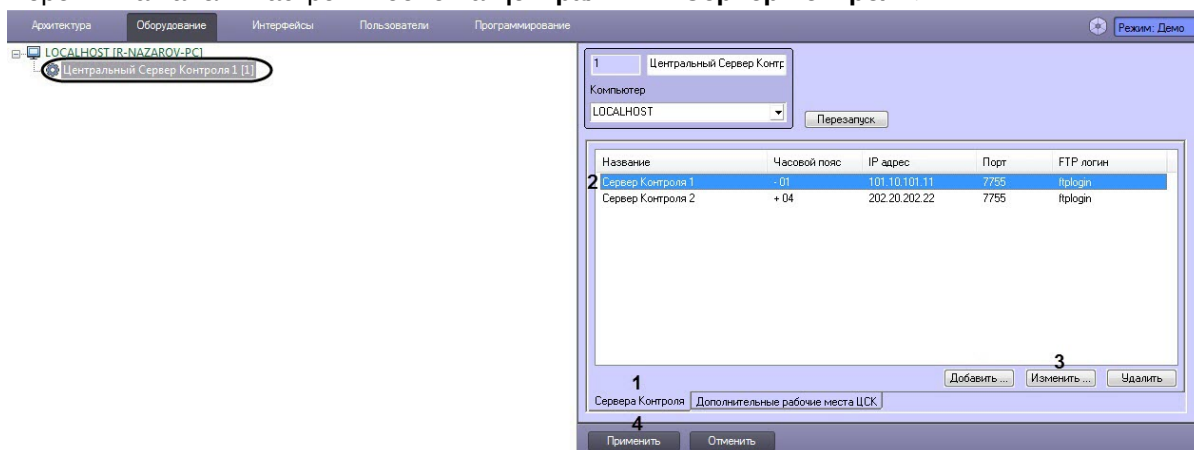 Архитектура Оборудование Интерфейсы Пользователи Программирование Режим: Демо
LOCALHOST [R-NAZAROV-PC]
Центральный Сервер Контроля 1 [1]
1 Центральный Сервер Контр
Компьютер
LOCALHOST
Перезапуск
Название Часовой пояс IP адрес Порт FTP логин
2 Сервер Контроля 1 - 01 101.10.101.11 7755 ftplogin
Сервер Контроля 2 + 04 202.20.202.22 7755 ftplogin
3
Добавить ... Изменить ... Удалить
1
Сервера Контроля Дополнительные рабочие места ЦСК
4
Применить Отменить